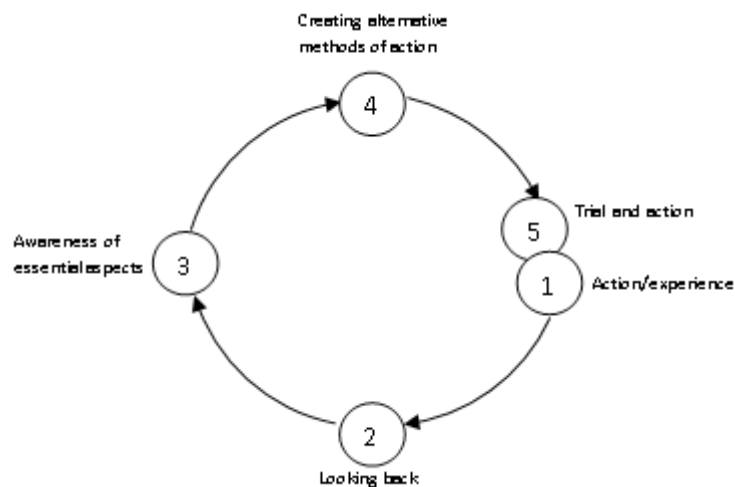 Creating alternative
methods of action
4
Trial and action
5
Awareness of
essential aspects
3
1
Action/experience
2
Looking back